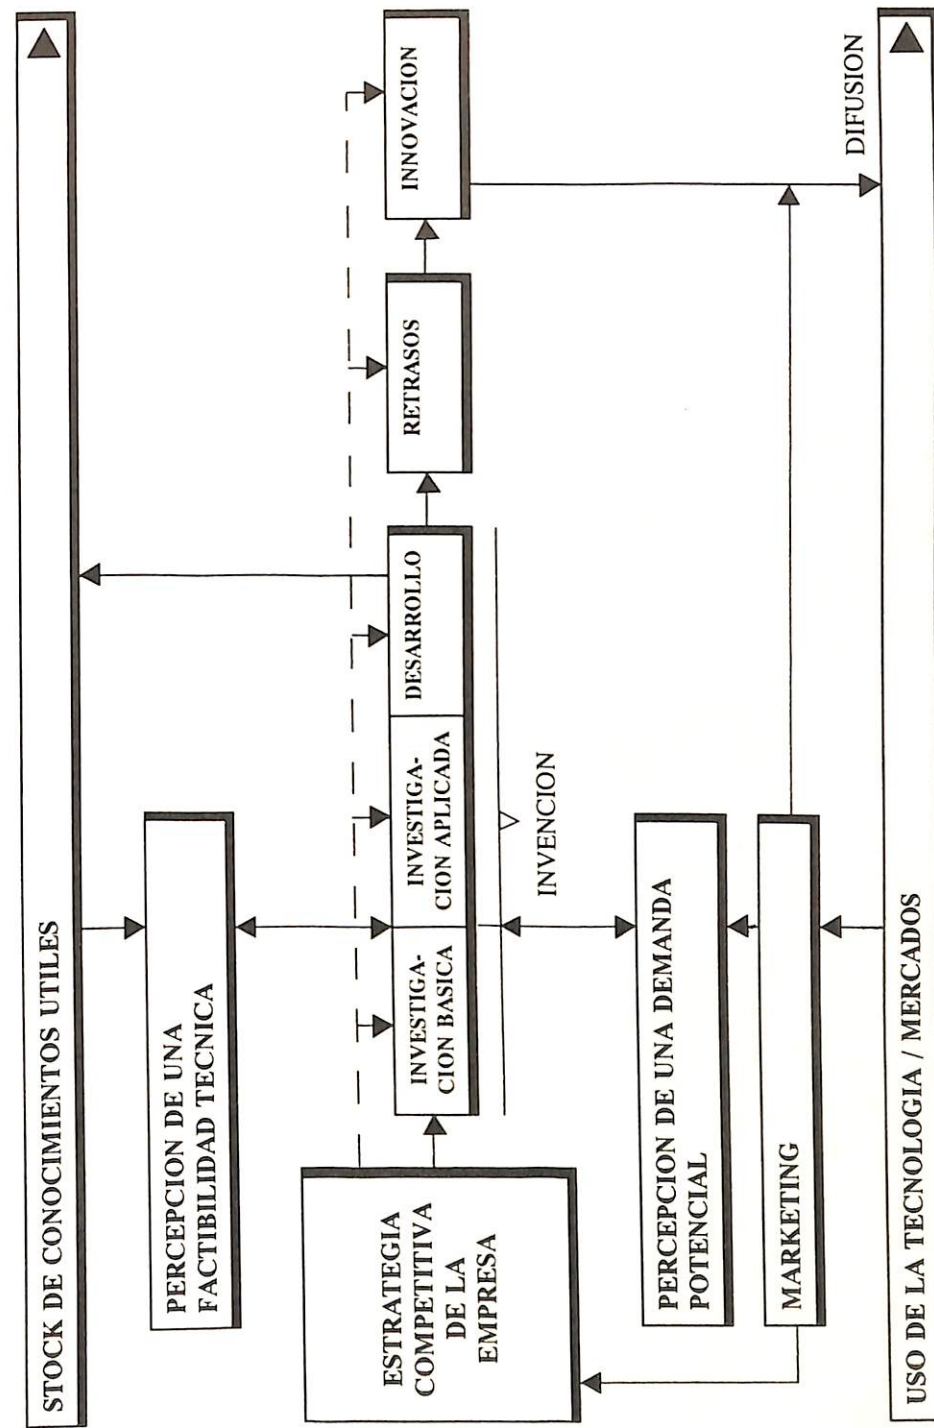 STOCK DE CONOCIMIENTOS UTILES
PERCEPCION DE UNA
FACTIBILIDAD TECNICA
ESTRATEGIA
COMPETITIVA
DE LA
EMPRESA
INVESTIGA-
CION BASICA
INVESTIGA-
CION APLICADA
DESARROLLO
RETRASOS
INNOVACION
INVENCION
PERCEPCION DE UNA DEMANDA
POTENCIAL
MARKETING
DIFUSION
USO DE LA TECNOLOGIA / MERCADOS